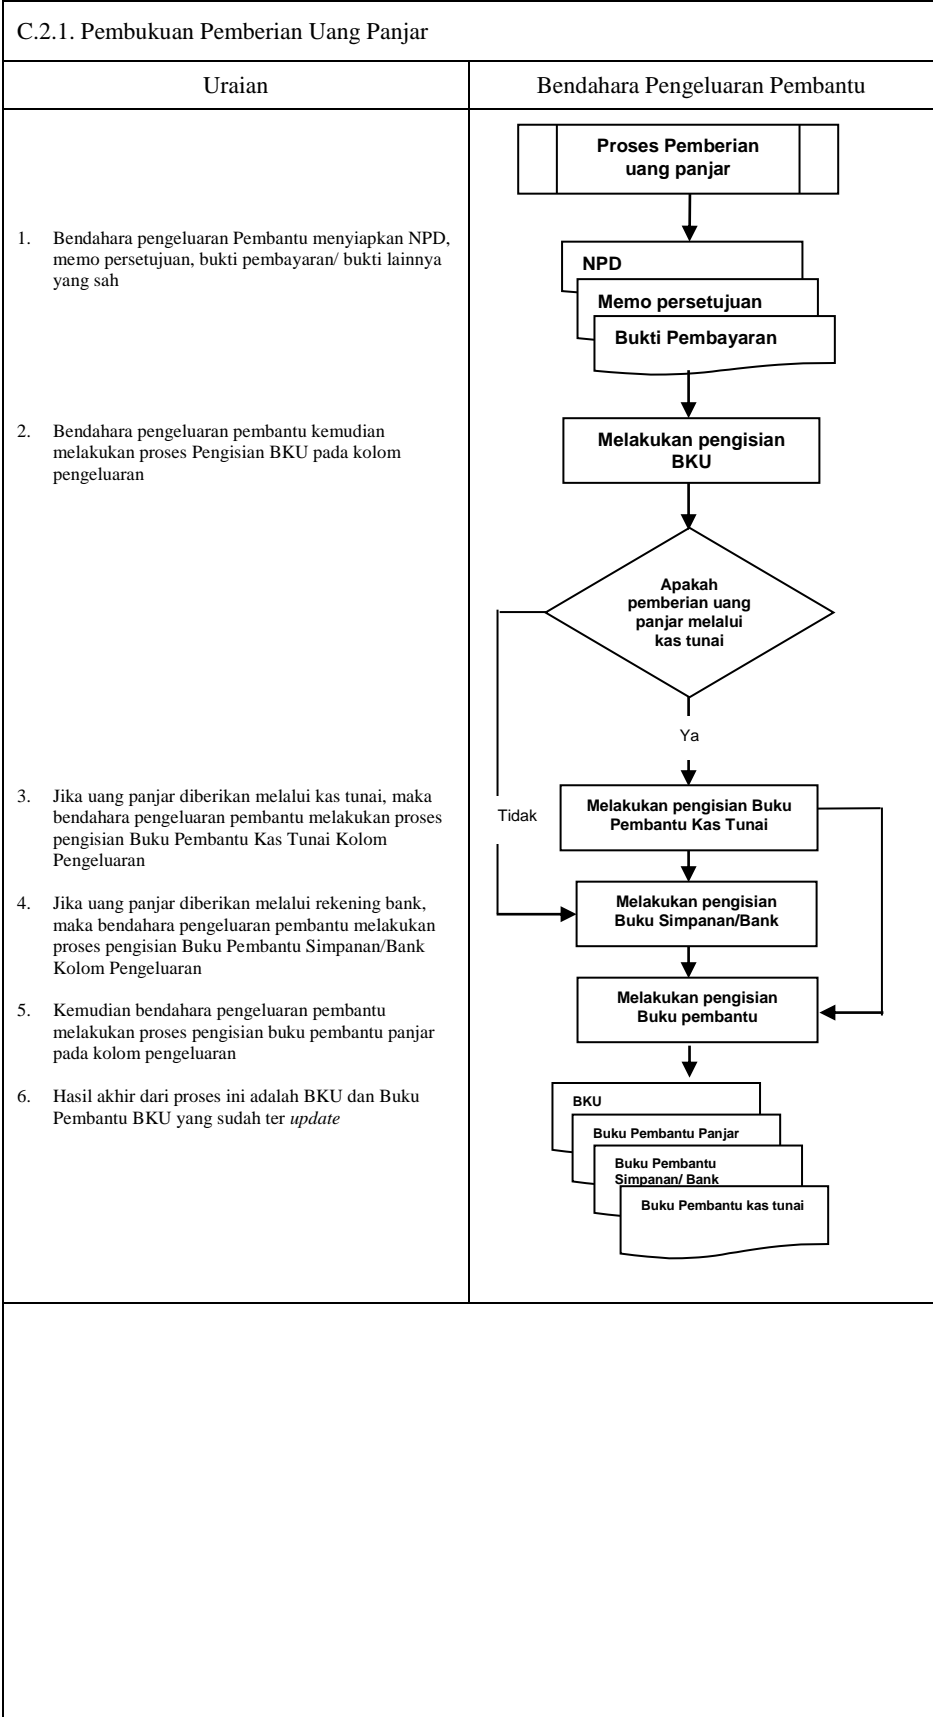 C.2.1. Pembukuan Pemberian Uang Panjar
Uraian
Bendahara Pengeluaran Pembantu
1. Bendahara pengeluaran Pembantu menyiapkan NPD,
memo persetujuan, bukti pembayaran/ bukti lainnya
yang sah
2. Bendahara pengeluaran pembantu kemudian
melakukan proses Pengisian BKU pada kolom
pengeluaran
3. Jika uang panjar diberikan melalui kas tunai, maka
bendahara pengeluaran pembantu melakukan proses
pengisian Buku Pembantu Kas Tunai Kolom
Pengeluaran
4. Jika uang panjar diberikan melalui rekening bank,
maka bendahara pengeluaran pembantu melakukan
proses pengisian Buku Pembantu Simpanan/Bank
Kolom Pengeluaran
5. Kemudian bendahara pengeluaran pembantu
melakukan proses pengisian buku pembantu panjar
pada kolom pengeluaran
6. Hasil akhir dari proses ini adalah BKU dan Buku
Pembantu BKU yang sudah ter update
Proses Pemberian
uang panjar
NPD
Memo persetujuan
Bukti Pembayaran
Melakukan pengisian
BKU
Apakah
pemberian uang
panjar melalui
kas tunai
Ya
Tidak
Melakukan pengisian Buku
Pembantu Kas Tunai
Melakukan pengisian
Buku Simpanan/Bank
Melakukan pengisian
Buku pembantu
BKU
Buku Pembantu Panjar
Buku Pembantu
Simpanan/ Bank
Buku Pembantu kas tunai